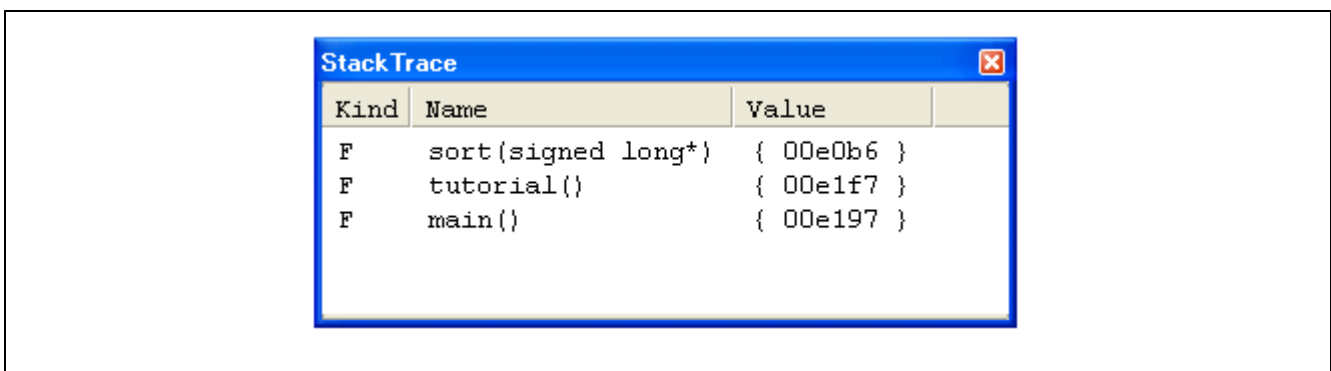 StackTrace
Kind Name Value
F sort(signed long*) { 00e0b6 }
F tutorial() { 00e1f7 }
F main() { 00e197 }